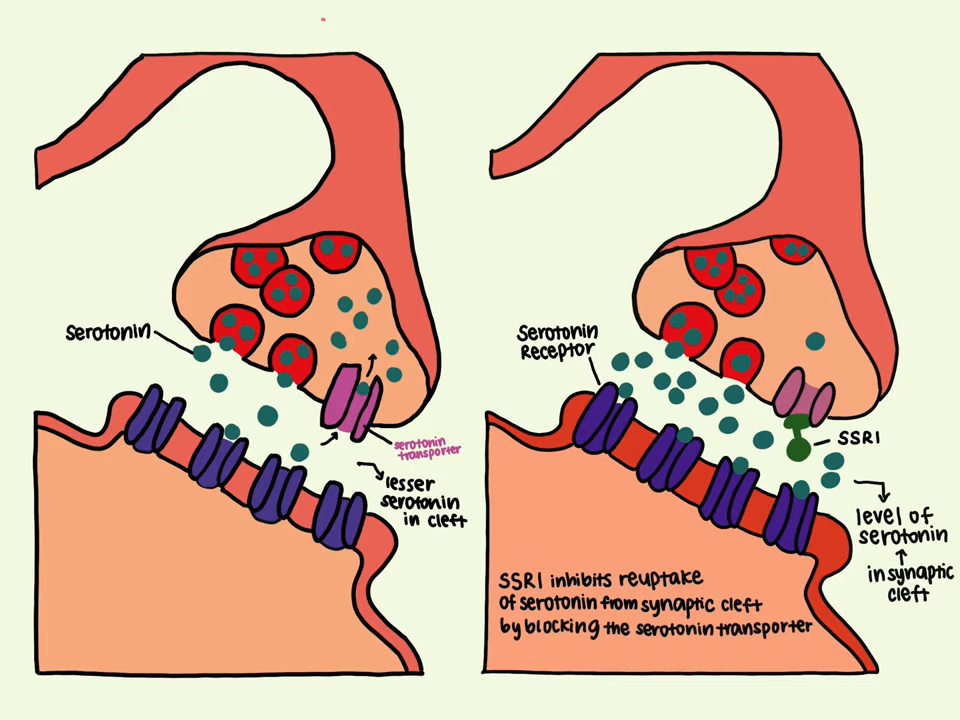 Serotonin
serotonin
transporter
lesser
serotonin
in cleft
Serotonin
Receptor
SSRI
level of
serotonin
↑
in synaptic
cleft
SSRI inhibits reuptake
of serotonin from synaptic cleft
by blocking the serotonin transporter